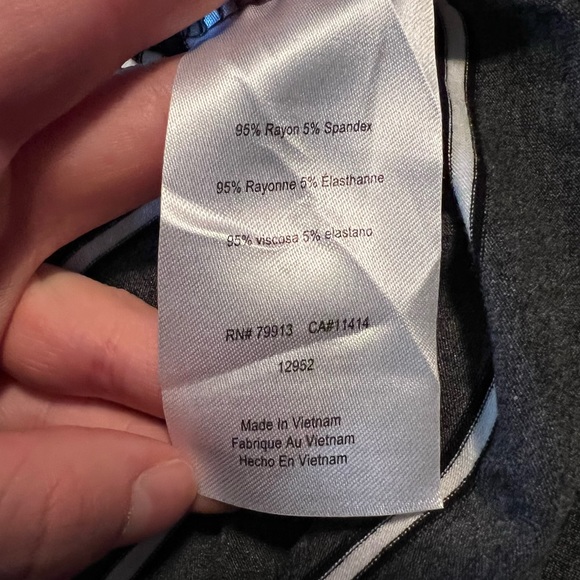 95% Rayon 5% Spandex
95% Rayonne 5% Élasthanne
95% viscosa 5% elastano
RN# 79913 CA#11414
12952
Made In Vietnam
Fabrique Au Vietnam
Hecho En Vietnam